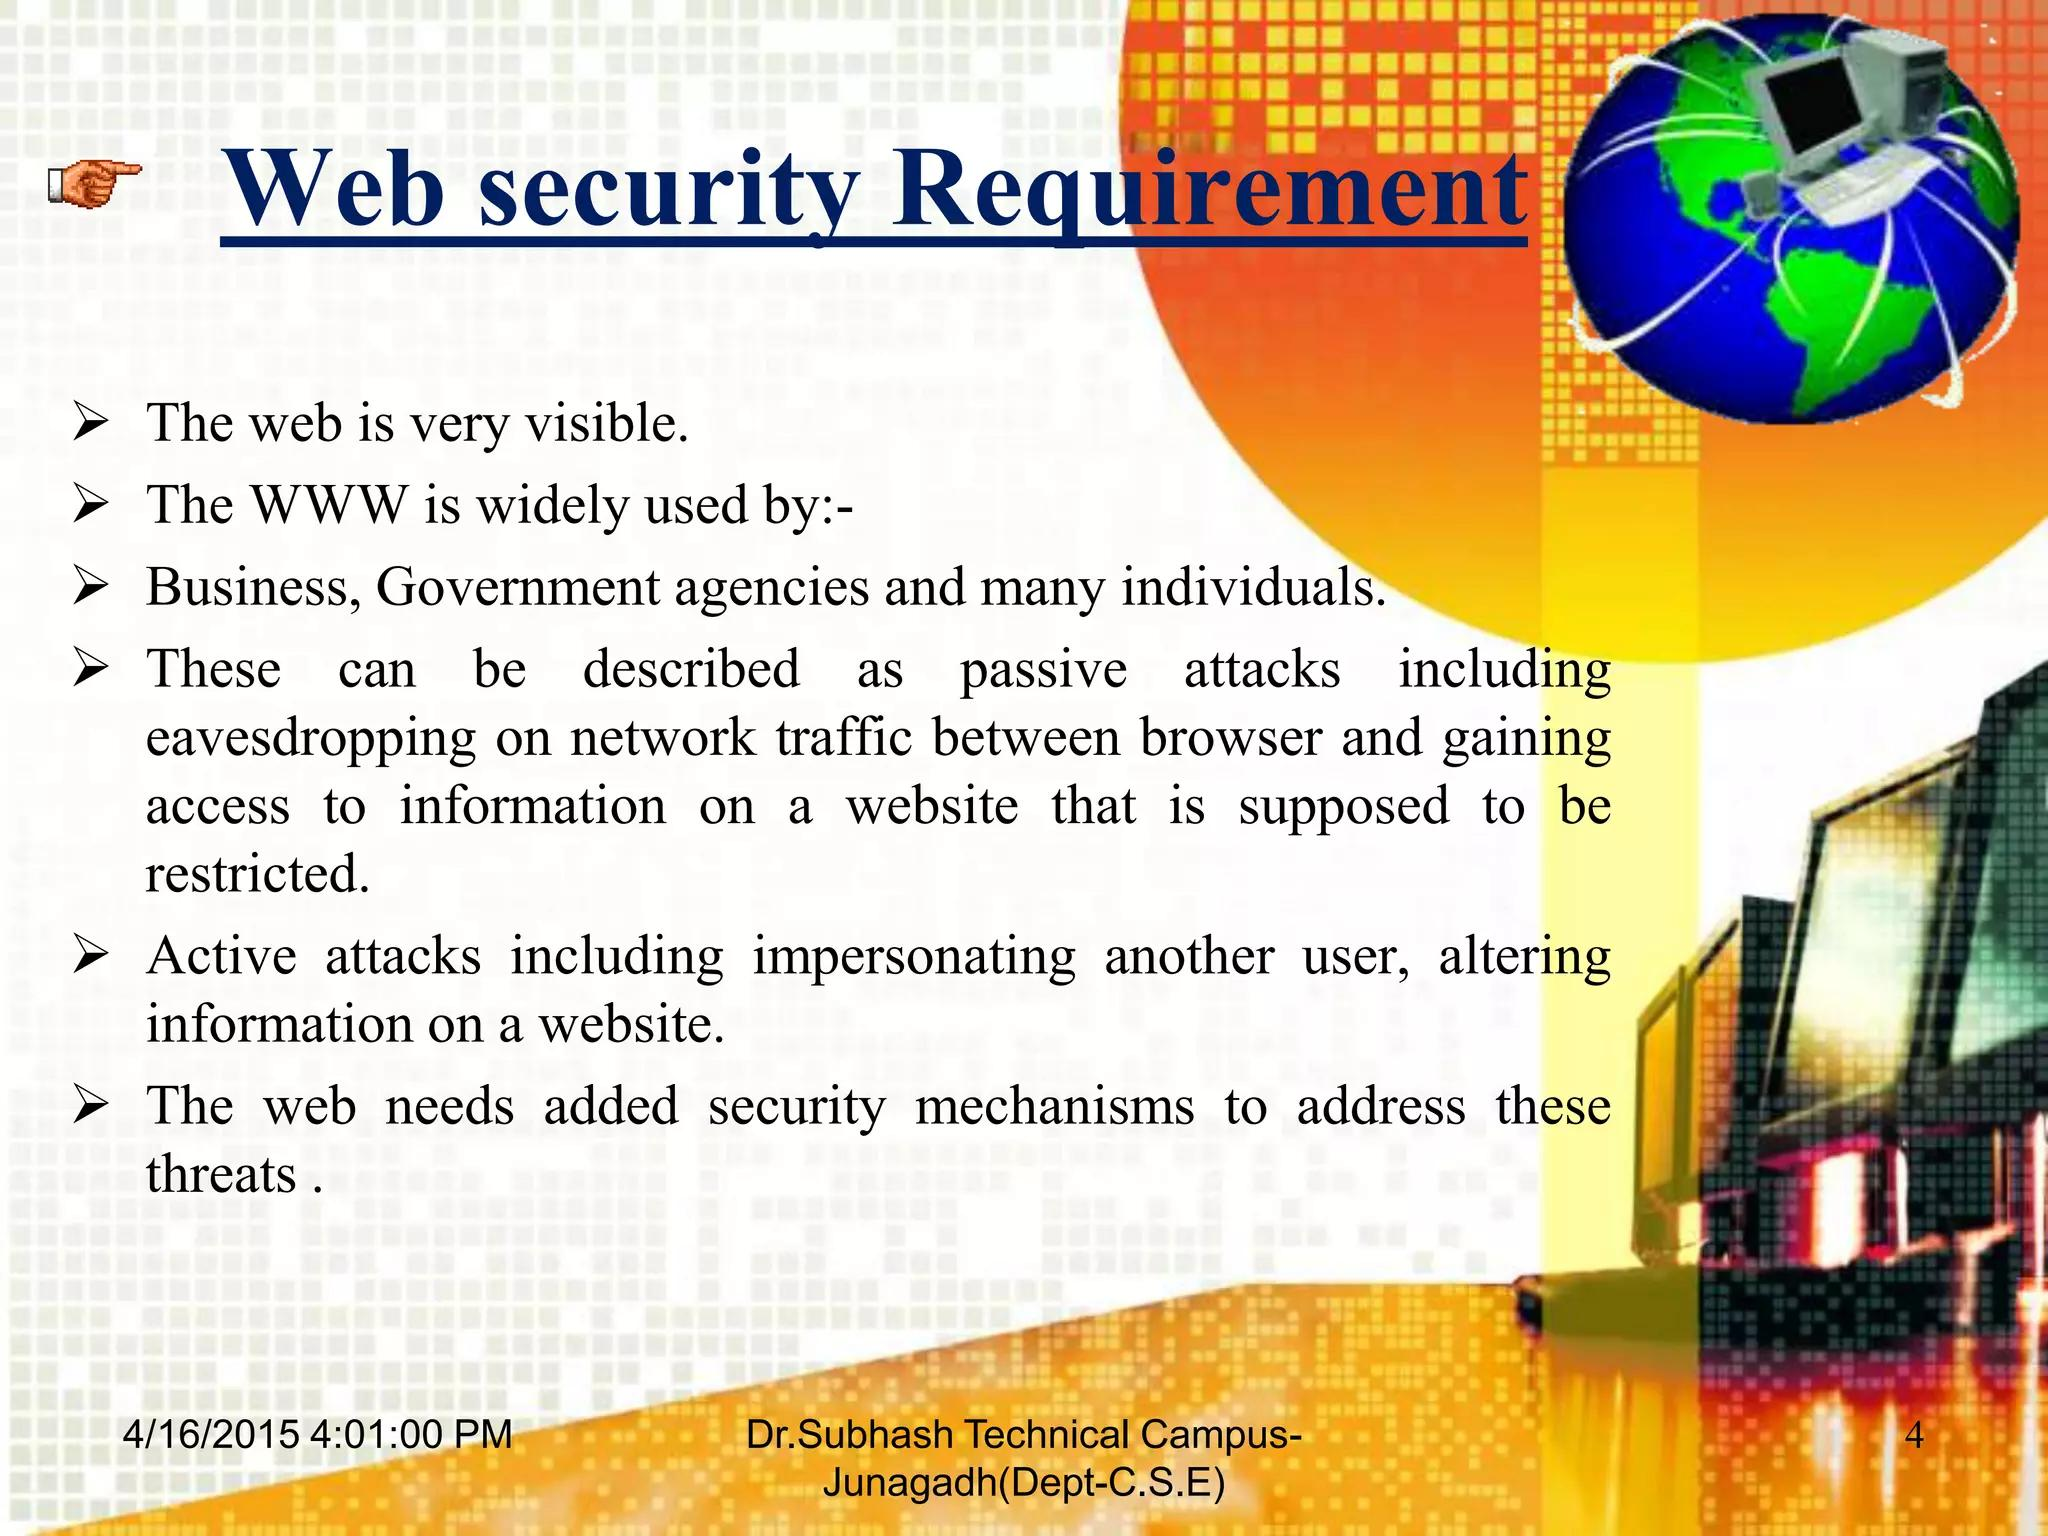 Web security Requirement
➢ The web is very visible.
➢ The WWW is widely used by:-
➢ Business, Government agencies and many individuals.
➢ These can be described as passive attacks including
eavesdropping on network traffic between browser and gaining
access to information on a website that is supposed to be
restricted.
➢ Active attacks including impersonating another user, altering
information on a website.
➢ The web needs added security mechanisms to address these
threats .
4/16/2015 4:01:00 PM
Dr.Subhash Technical Campus-
Junagadh(Dept-C.S.E)
4